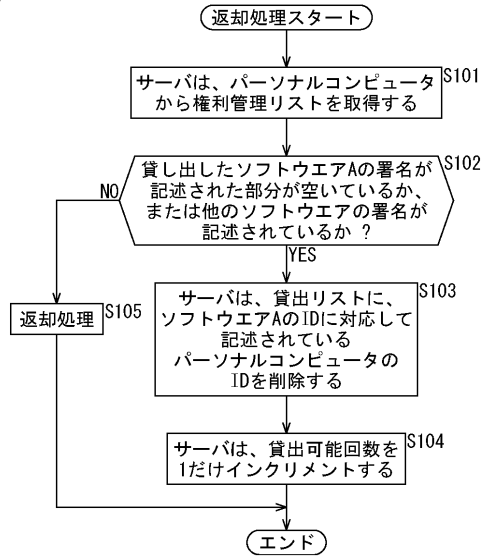 返却処理スタート
サーバは、パーソナルコンピュータ
から権利管理リストを取得する
S101
貸し出したソフトウエアAの署名が
記述された部分が空いているか、
または他のソフトウエアの署名が
記述されているか ?
S102
NO
YES
返却処理
S105
サーバは、貸出リストに、
ソフトウエアAのIDに対応して
記述されている
パーソナルコンピュータの
IDを削除する
S103
サーバは、貸出可能回数を
1だけインクリメントする
S104
エンド